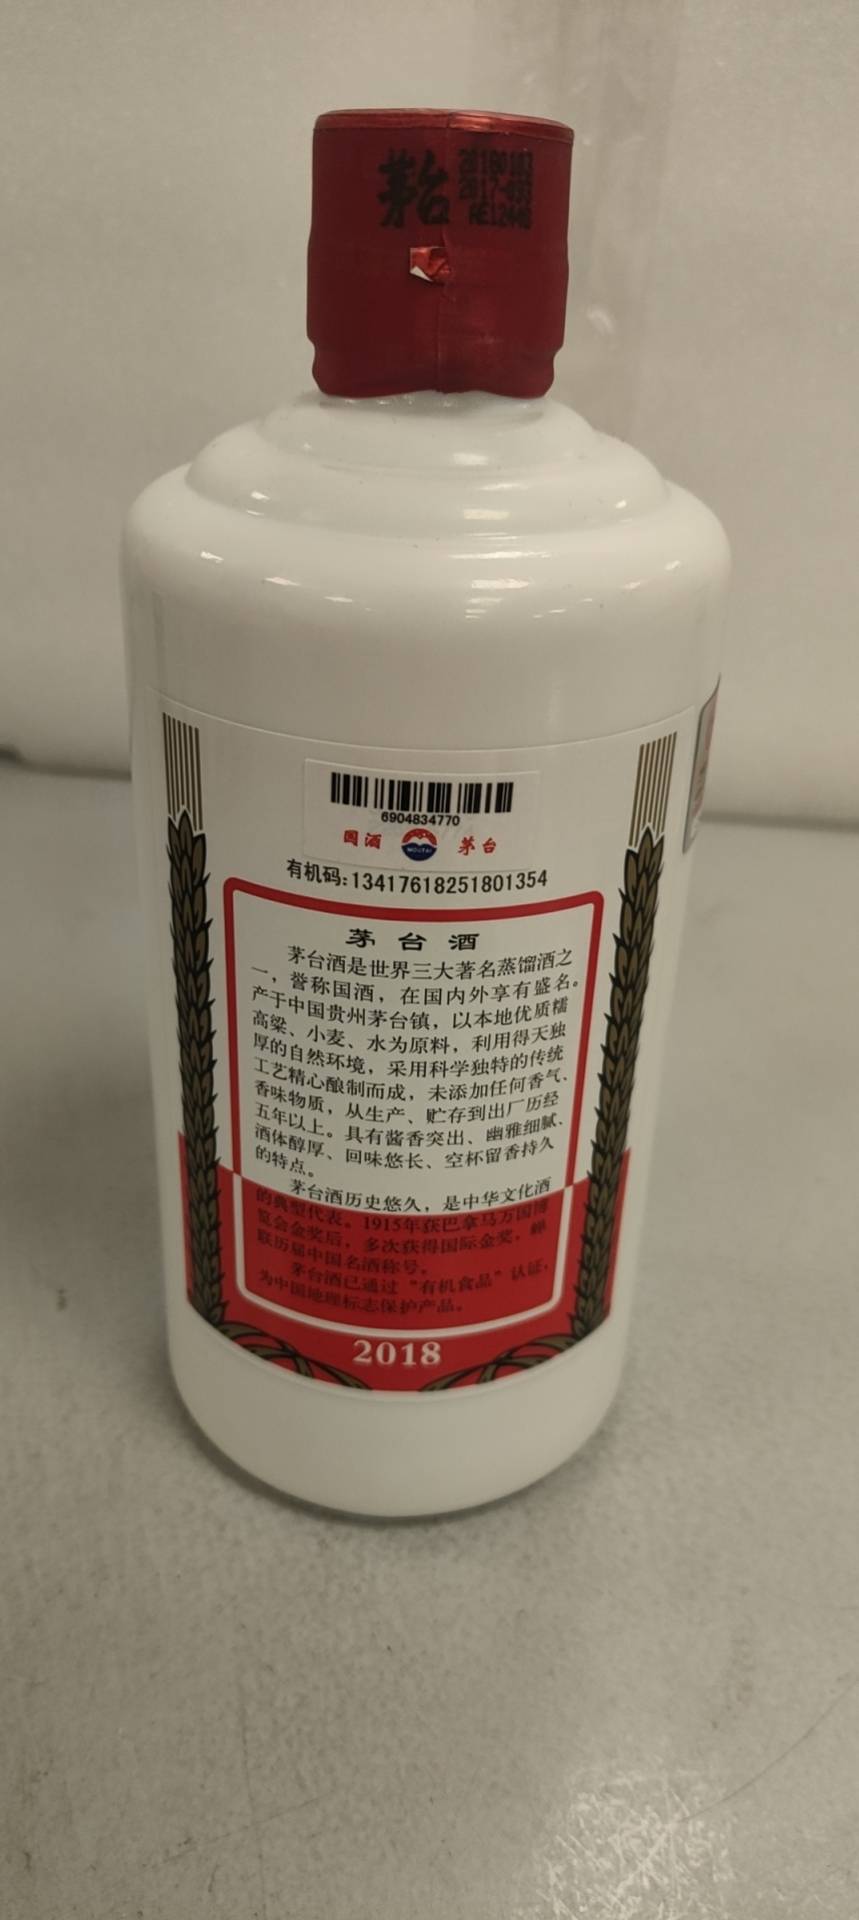 茅台
20180102
2017-
国酒 MOUTAI 茅台
6904834770
有机码:13417618251801354
茅台酒
茅台酒是世界三大著名蒸馏酒之
一，誉称国酒，在国内外享有盛名。
产于中国贵州茅台镇，以本地优质糯
高粱、小麦、水为原料，利用得天独
厚的自然环境，采用科学独特的传统
工艺精心酿制而成，未添加任何香气、
香味物质，从生产、贮存到出厂历经
五年以上。具有酱香突出、幽雅细腻、
酒体醇厚、回味悠长、空杯留香持久
的特点。
茅台酒历史悠久，是中华文化酒
的典型代表。1915年获巴拿马万国博
览会金奖后，多次获得国际金奖，蝉
联历届中国名酒称号。
茅台酒已通过“有机食品”认证，
为中国地理标志保护产品。
2018